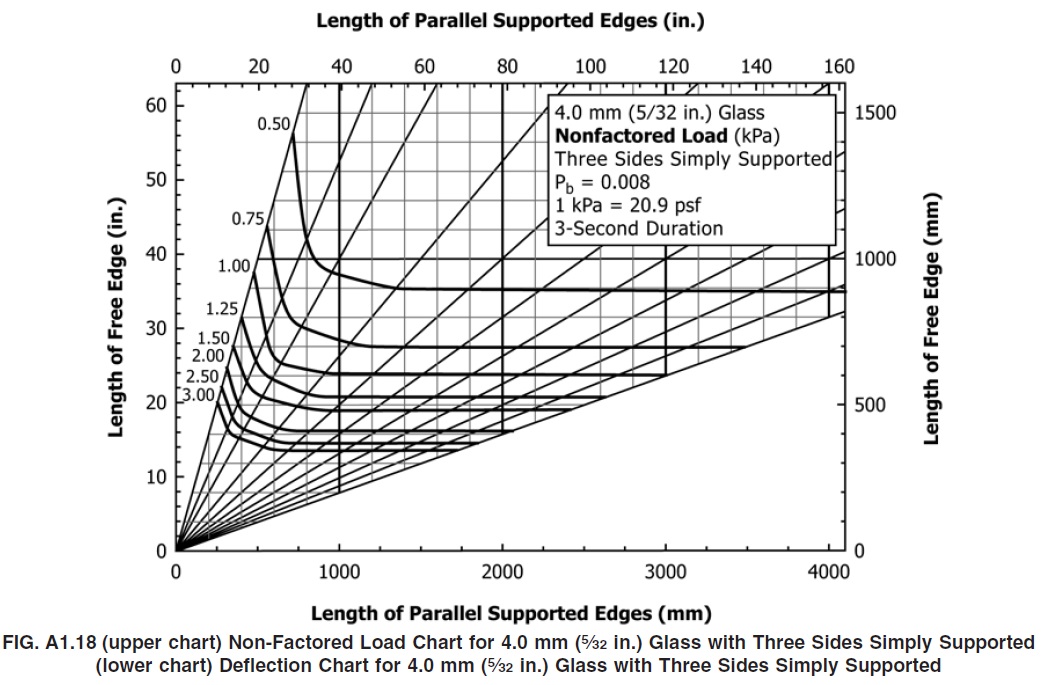 Length of Parallel Supported Edges (in.)
0 20 40 60 80 100 120 140 160
60
50
40
30
20
10
0
Length of Free Edge (in.)
0.50
0.75
1.00
1.25
1.50
2.00
2.50
3.00
4.0 mm (5/32 in.) Glass
Nonfactored Load (kPa)
Three Sides Simply Supported
Pb = 0.008
1 kPa = 20.9 psf
3-Second Duration
1500
1000
500
0
Length of Free Edge (mm)
0 1000 2000 3000 4000
Length of Parallel Supported Edges (mm)
FIG. A1.18 (upper chart) Non-Factored Load Chart for 4.0 mm (5⁄32 in.) Glass with Three Sides Simply Supported
(lower chart) Deflection Chart for 4.0 mm (5⁄32 in.) Glass with Three Sides Simply Supported